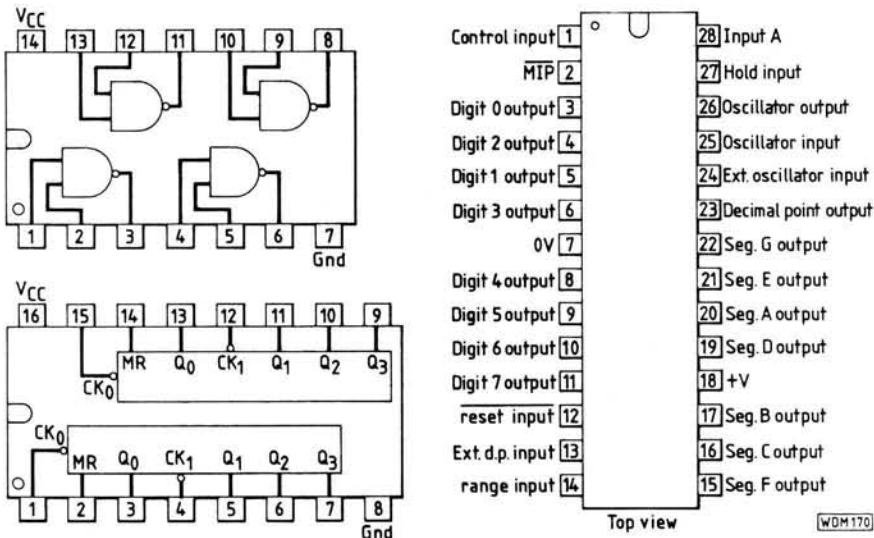 VCC
14 13 12 11 10 9 8
1 2 3 4 5 6 7
Gnd
VCC
16 15 14 13 12 11 10 9
MR Q0 CK1 Q1 Q2 Q3
CK0
CK0
MR Q0 CK1 Q1 Q2 Q3
1 2 3 4 5 6 7 8
Gnd
Control input 1
MIP 2
Digit 0 output 3
Digit 2 output 4
Digit 1 output 5
Digit 3 output 6
0V 7
Digit 4 output 8
Digit 5 output 9
Digit 6 output 10
Digit 7 output 11
reset input 12
Ext. d.p. input 13
range input 14
28 Input A
27 Hold input
26 Oscillator output
25 Oscillator input
24 Ext. oscillator input
23 Decimal point output
22 Seg. G output
21 Seg. E output
20 Seg. A output
19 Seg. D output
18 +V
17 Seg. B output
16 Seg. C output
15 Seg. F output
Top view
WDM170